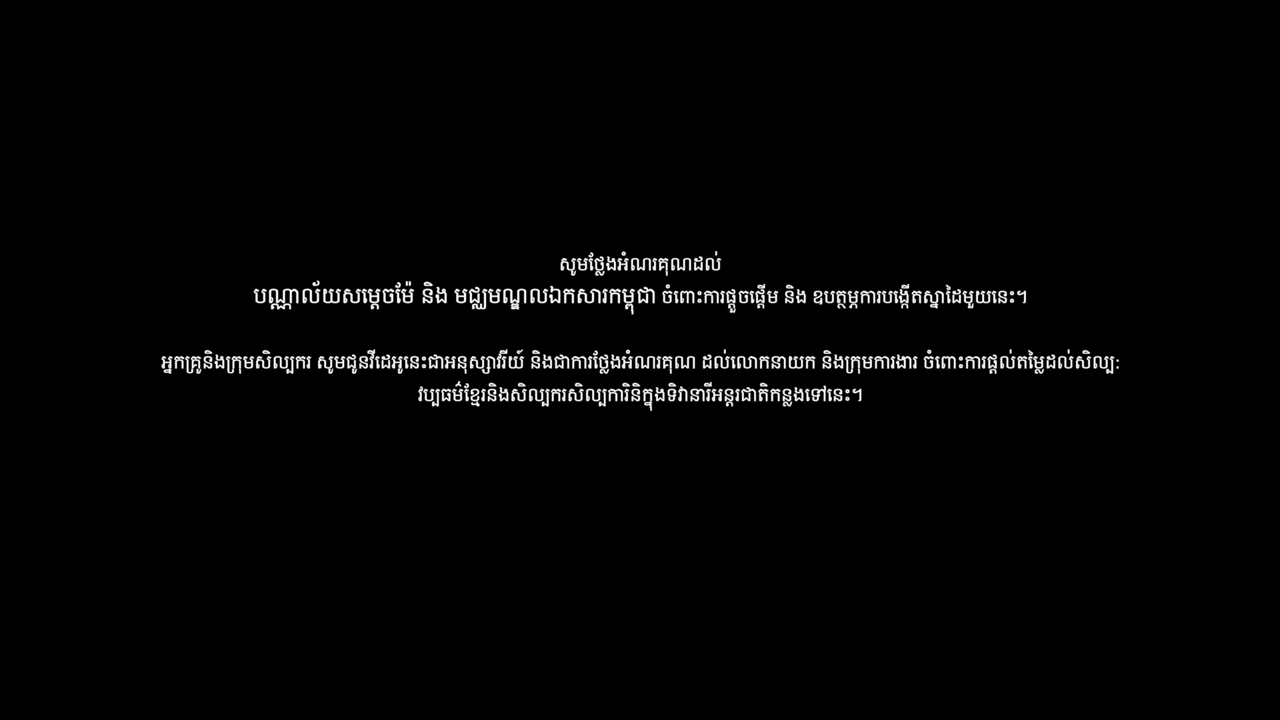 សូមថ្លែងអំណរគុណដល់
បណ្ណាល័យសម្តេចម៉ែ និង មជ្ឈមណ្ឌលឯកសារកម្ពុជា ចំពោះការផ្តួចផ្តើម និង ឧបត្ថម្ភការបង្កើតស្នាដៃមួយនេះ។
អ្នកគ្រូនិងក្រុមសិល្បករ សូមជូនវីដេអូនេះជាអនុស្សាវរីយ៍ និងជាការថ្លែងអំណរគុណ ដល់លោកនាយក និងក្រុមការងារ ចំពោះការផ្តល់តម្លៃដល់សិល្បៈ
វប្បធម៌ខ្មែរនិងសិល្បករសិល្បការិនិក្នុងទិវានារីអន្តរជាតិកន្លងទៅនេះ។